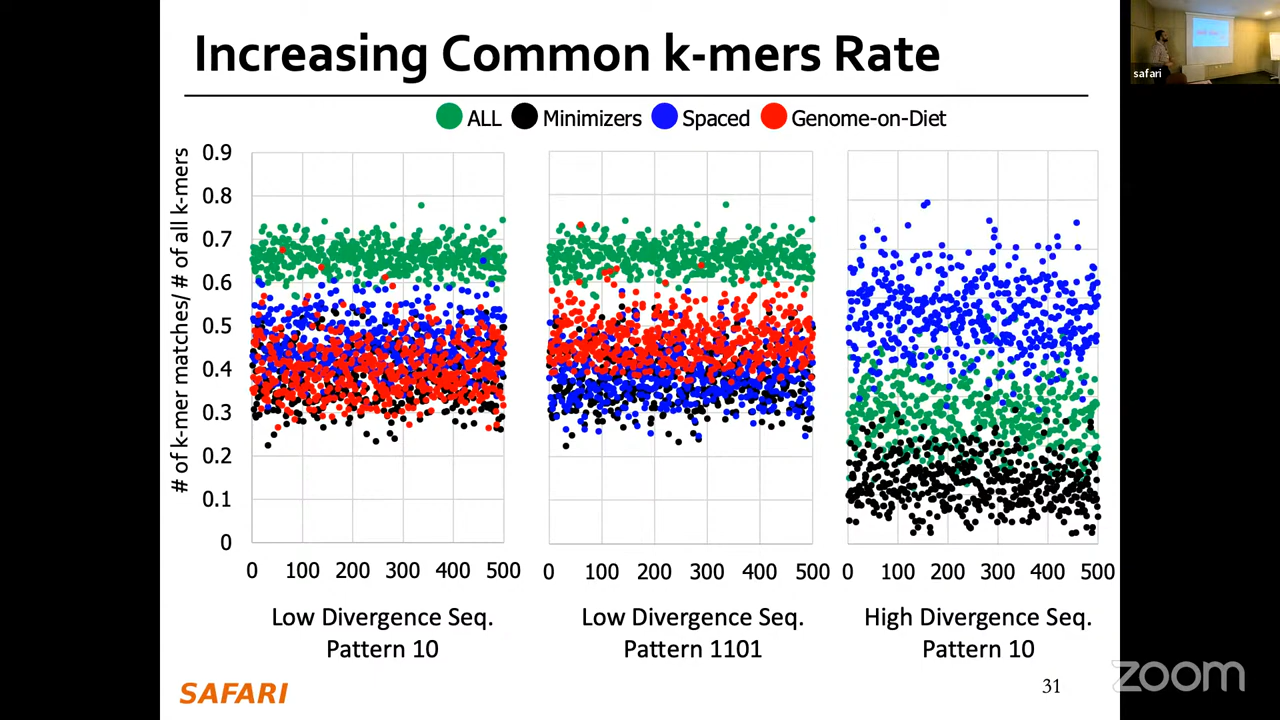 Increasing Common k-mers Rate
safari
ALL Minimizers Spaced Genome-on-Diet
# of k-mer matches/ # of all k-mers
0.9
0.8
0.7
0.6
0.5
0.4
0.3
0.2
0.1
0
0 100 200 300 400 500
0 100 200 300 400 500
0 100 200 300 400 500
Low Divergence Seq.
Pattern 10
Low Divergence Seq.
Pattern 1101
High Divergence Seq.
Pattern 10
SAFARI
31
zoom